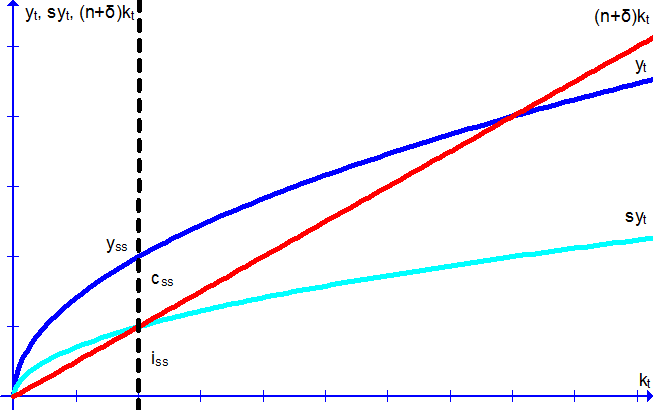 yₜ, syₜ, (n+δ)kₜ
(n+δ)kₜ
yₜ
syₜ
yₛₛ
cₛₛ
iₛₛ
kₜ